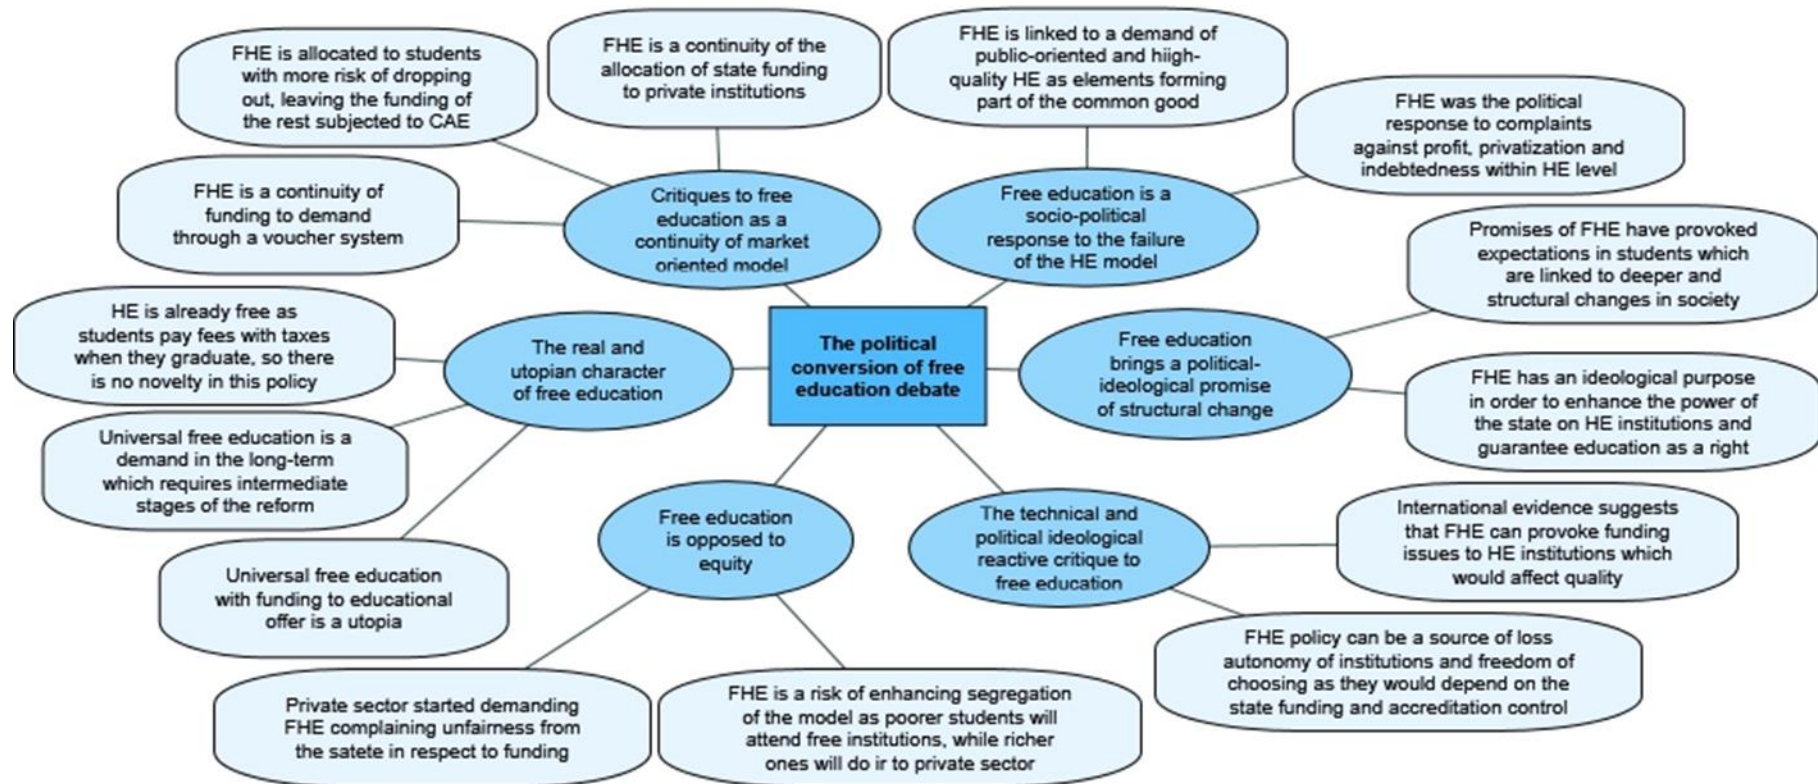 FHE is allocated to students
with more risk of dropping
out, leaving the funding of
the rest subjected to CAE
FHE is a continuity of the
allocation of state funding
to private institutions
FHE is linked to a demand of
public-oriented and hiigh-
quality HE as elements forming
part of the common good
FHE was the political
response to complaints
against profit, privatization and
indebtedness within HE level
FHE is a continuity of
funding to demand
through a voucher system
Critiques to free
education as a
continuity of market
oriented model
Free education is a
socio-political
response to the failure
of the HE model
Promises of FHE have provoked
expectations in students which
are linked to deeper and
structural changes in society
HE is already free as
students pay fees with taxes
when they graduate, so there
is no novelty in this policy
The real and
utopian character
of free education
The political
conversion of free
education debate
Free education
brings a political-
ideological promise
of structural change
FHE has an ideological purpose
in order to enhance the power of
the state on HE institutions and
guarantee education as a right
Universal free education is a
demand in the long-term
which requires intermediate
stages of the reform
Free education
is opposed to
equity
The technical and
political ideological
reactive critique to
free education
International evidence suggests
that FHE can provoke funding
issues to HE institutions which
would affect quality
Universal free education
with funding to educational
offer is a utopia
FHE policy can be a source of loss
autonomy of institutions and freedom of
choosing as they would depend on the
state funding and accreditation control
Private sector started demanding
FHE complaining unfairness from
the satete in respect to funding
FHE is a risk of enhancing segregation
of the model as poorer students will
attend free institutions, while richer
ones will do ir to private sector